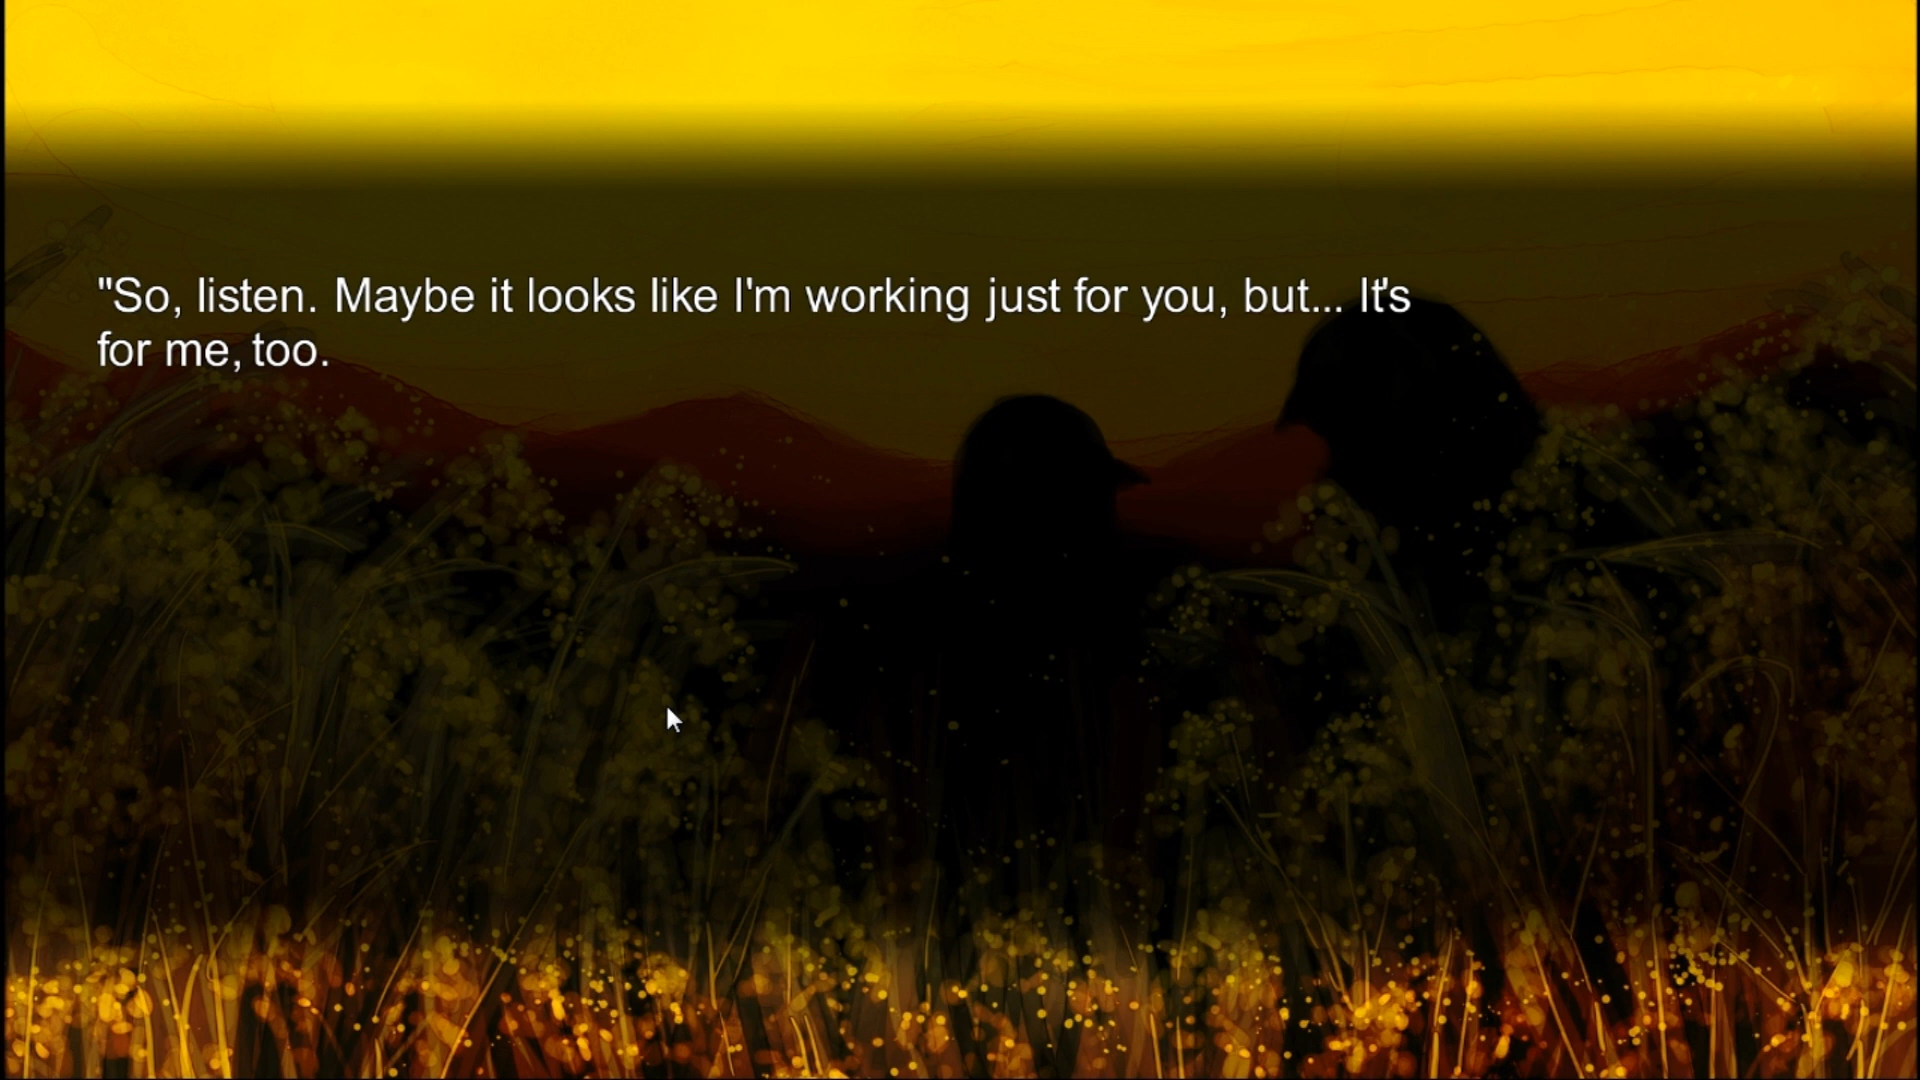 "So, listen. Maybe it looks like I'm working just for you, but... It's
for me, too.